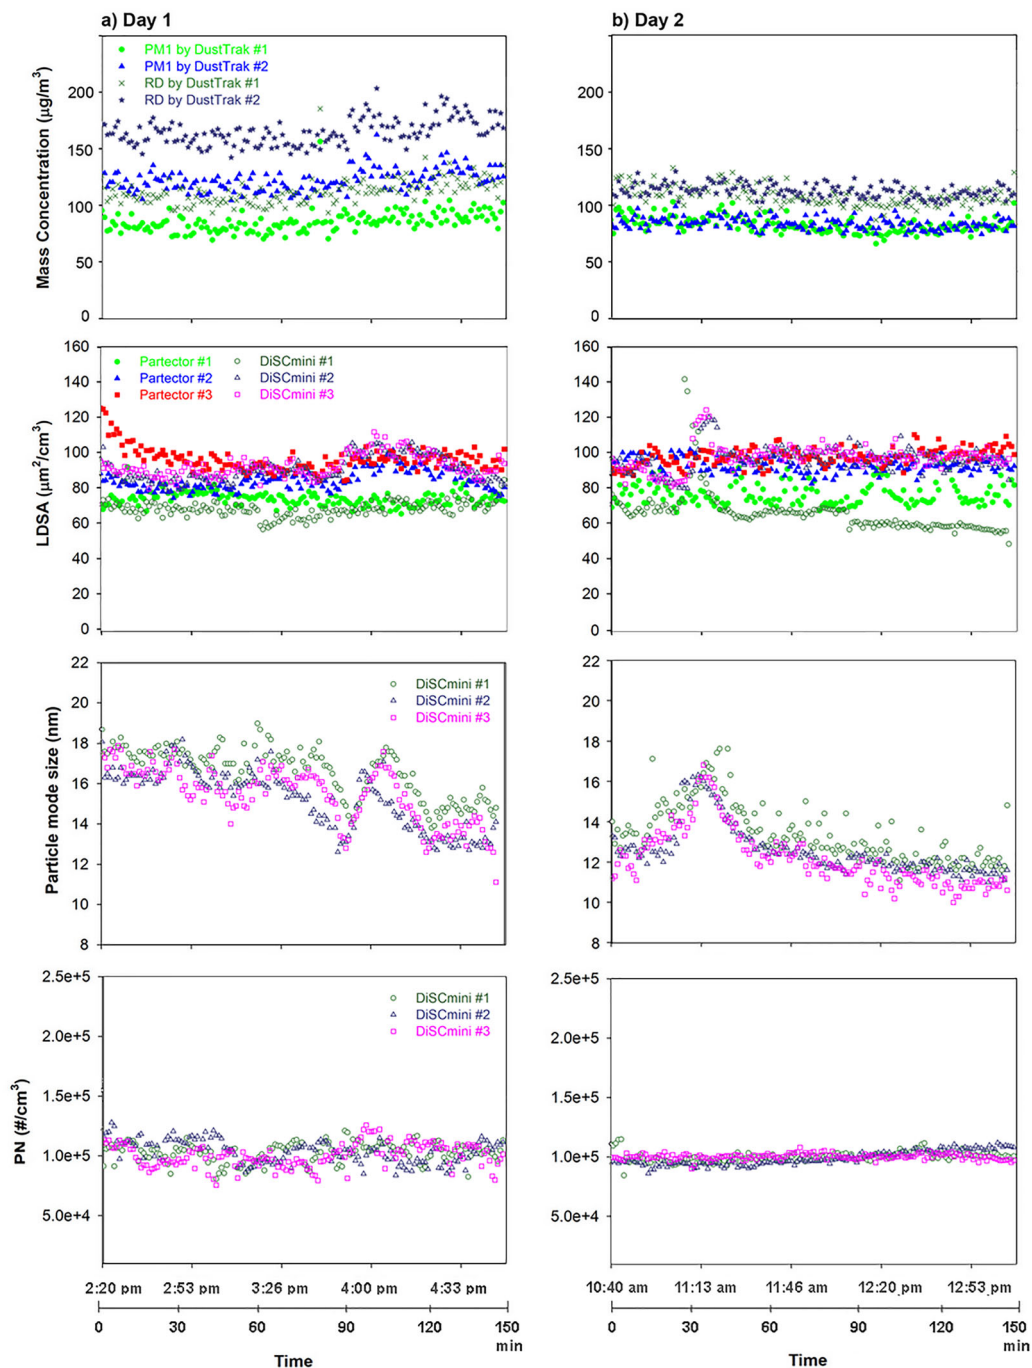 a) Day 1
b) Day 2
Mass Concentration (µg/m³)
200
150
100
50
0
PM1 by DustTrak #1
PM1 by DustTrak #2
RD by DustTrak #1
RD by DustTrak #2
200
150
100
50
0
LDSA (µm²/cm³)
160
140
120
100
80
60
40
20
0
Partector #1
Partector #2
Partector #3
DiSCmini #1
DiSCmini #2
DiSCmini #3
160
140
120
100
80
60
40
20
0
Particle mode size (nm)
22
20
18
16
14
12
10
8
DiSCmini #1
DiSCmini #2
DiSCmini #3
22
20
18
16
14
12
10
8
PN (#/cm³)
2.5e+5
2.0e+5
1.5e+5
1.0e+5
5.0e+4
DiSCmini #1
DiSCmini #2
DiSCmini #3
2.5e+5
2.0e+5
1.5e+5
1.0e+5
5.0e+4
2:20 pm 2:53 pm 3:26 pm 4:00 pm 4:33 pm
0 30 60 90 120 150
min
Time
10:40 am 11:13 am 11:46 am 12:20 pm 12:53 pm
0 30 60 90 120 150
min
Time